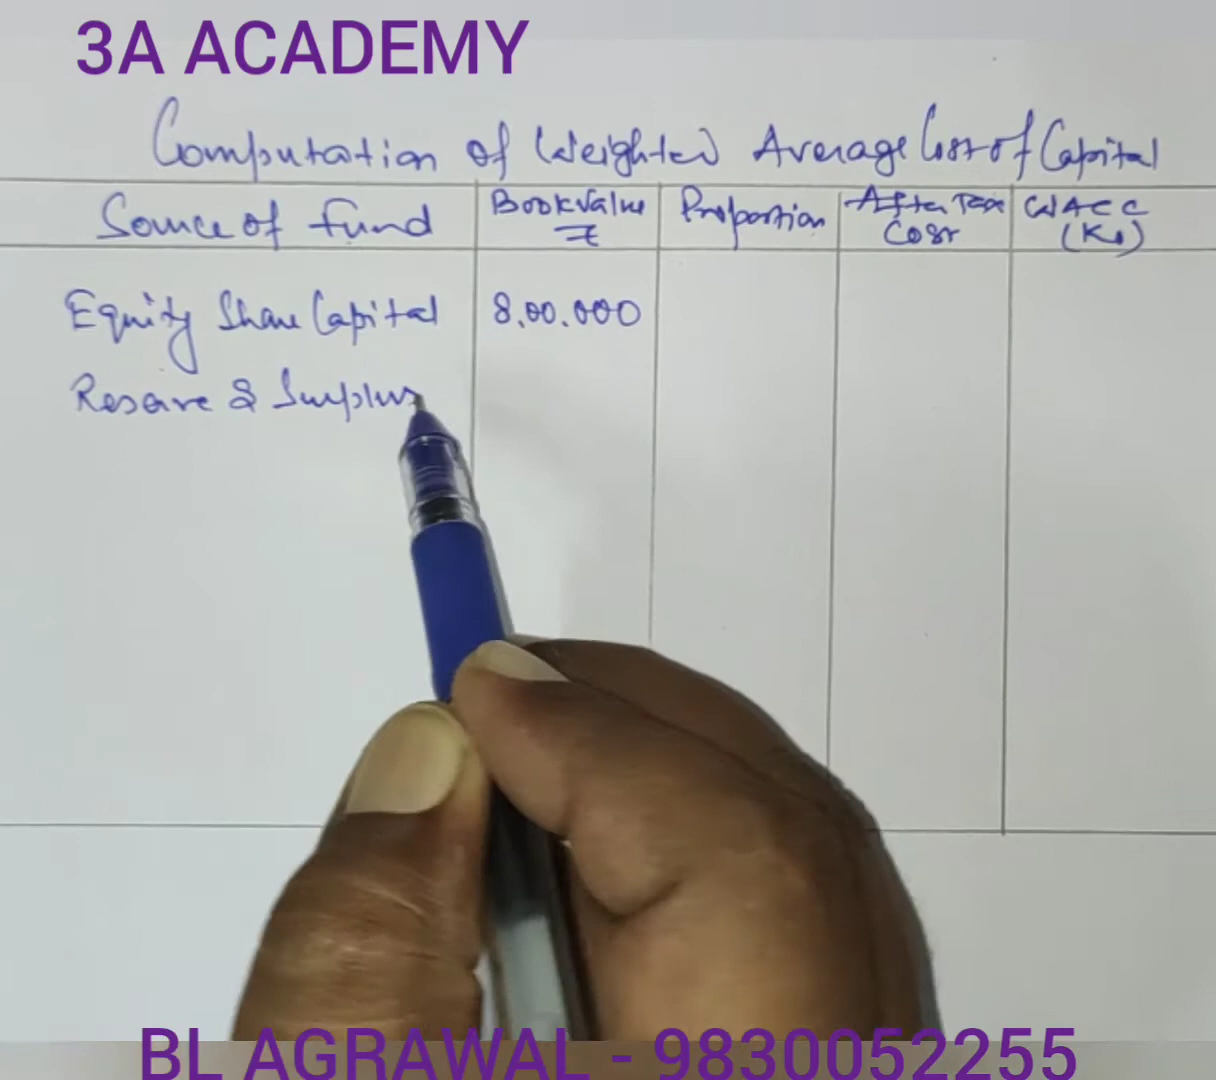 3A ACADEMY
Computation of Weighted Average Cost of Capital
Source of Fund Book Value ₹ Proportion After Tax Cost WACC (K₀)
Equity Share Capital 8,00,000
Reserve & Surplus
BL AGRAWAL - 9830052255